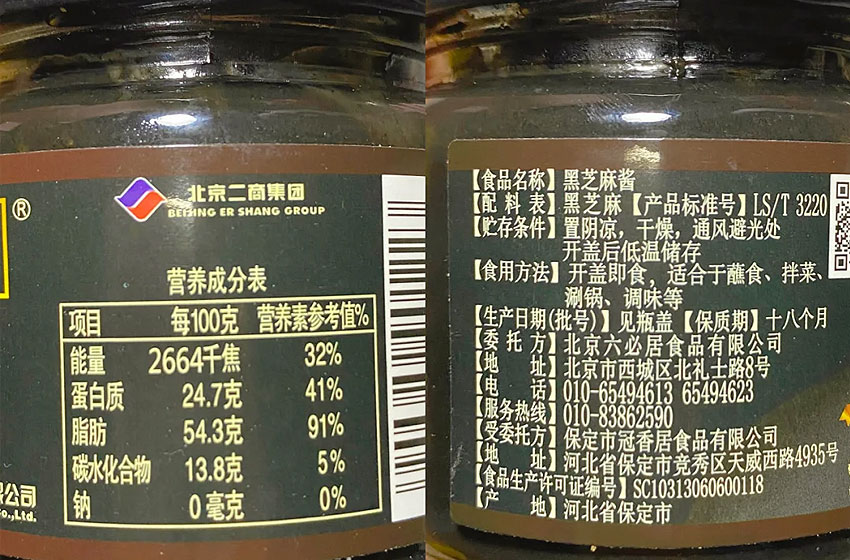 ®
北京二商集团
BEIJING ER SHANG GROUP
营养成分表
项目 每100克 营养素参考值%
能量 2664千焦 32%
蛋白质 24.7克 41%
脂肪 54.3克 91%
碳水化合物 13.8克 5%
钠 0毫克 0%
限公司
Co.,Ltd.
【食品名称】黑芝麻酱
【配料表】黑芝麻【产品标准号】LS/T 3220
【贮存条件】置阴凉，干燥，通风避光处
开盖后低温储存
【食用方法】开盖即食，适合于蘸食、拌菜、
涮锅、调味等
【生产日期(批号)】见瓶盖【保质期】十八个月
【委托方】北京六必居食品有限公司
【地址】北京市西城区北礼士路8号
【电话】010-65494613 65494623
【服务热线】010-83862590
【受委托方】保定市冠香居食品有限公司
【地址】河北省保定市竞秀区天威西路4935号
【食品生产许可证编号】SC10313060600118
【产地】河北省保定市